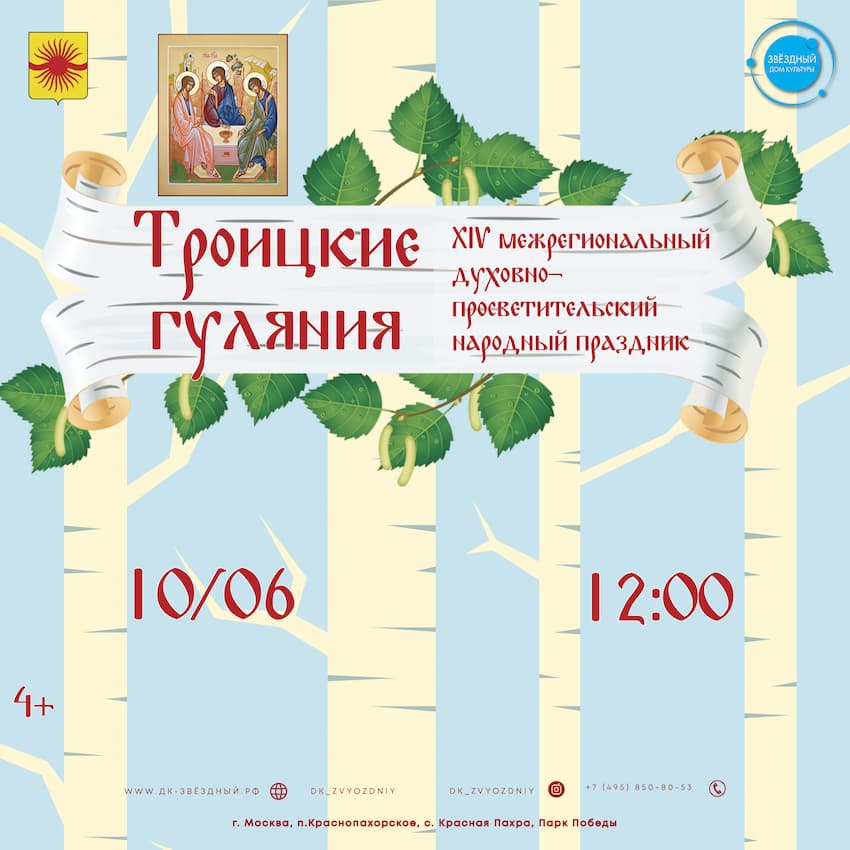 ЗВЁЗДНЫЙ
ДОМ КУЛЬТУРЫ
Троицкие
гуляния
XIV межрегиональный
духовно-
просветительский
народный праздник
10/06
12:00
4+
WWW.ДК-ЗВЁЗДНЫЙ.РФ
DK_ZVYOZDNIY
DK_ZVYOZDNIY
+7 (495) 850-80-53
г. Москва, п.Краснопахорское, с. Красная Пахра, Парк Победы